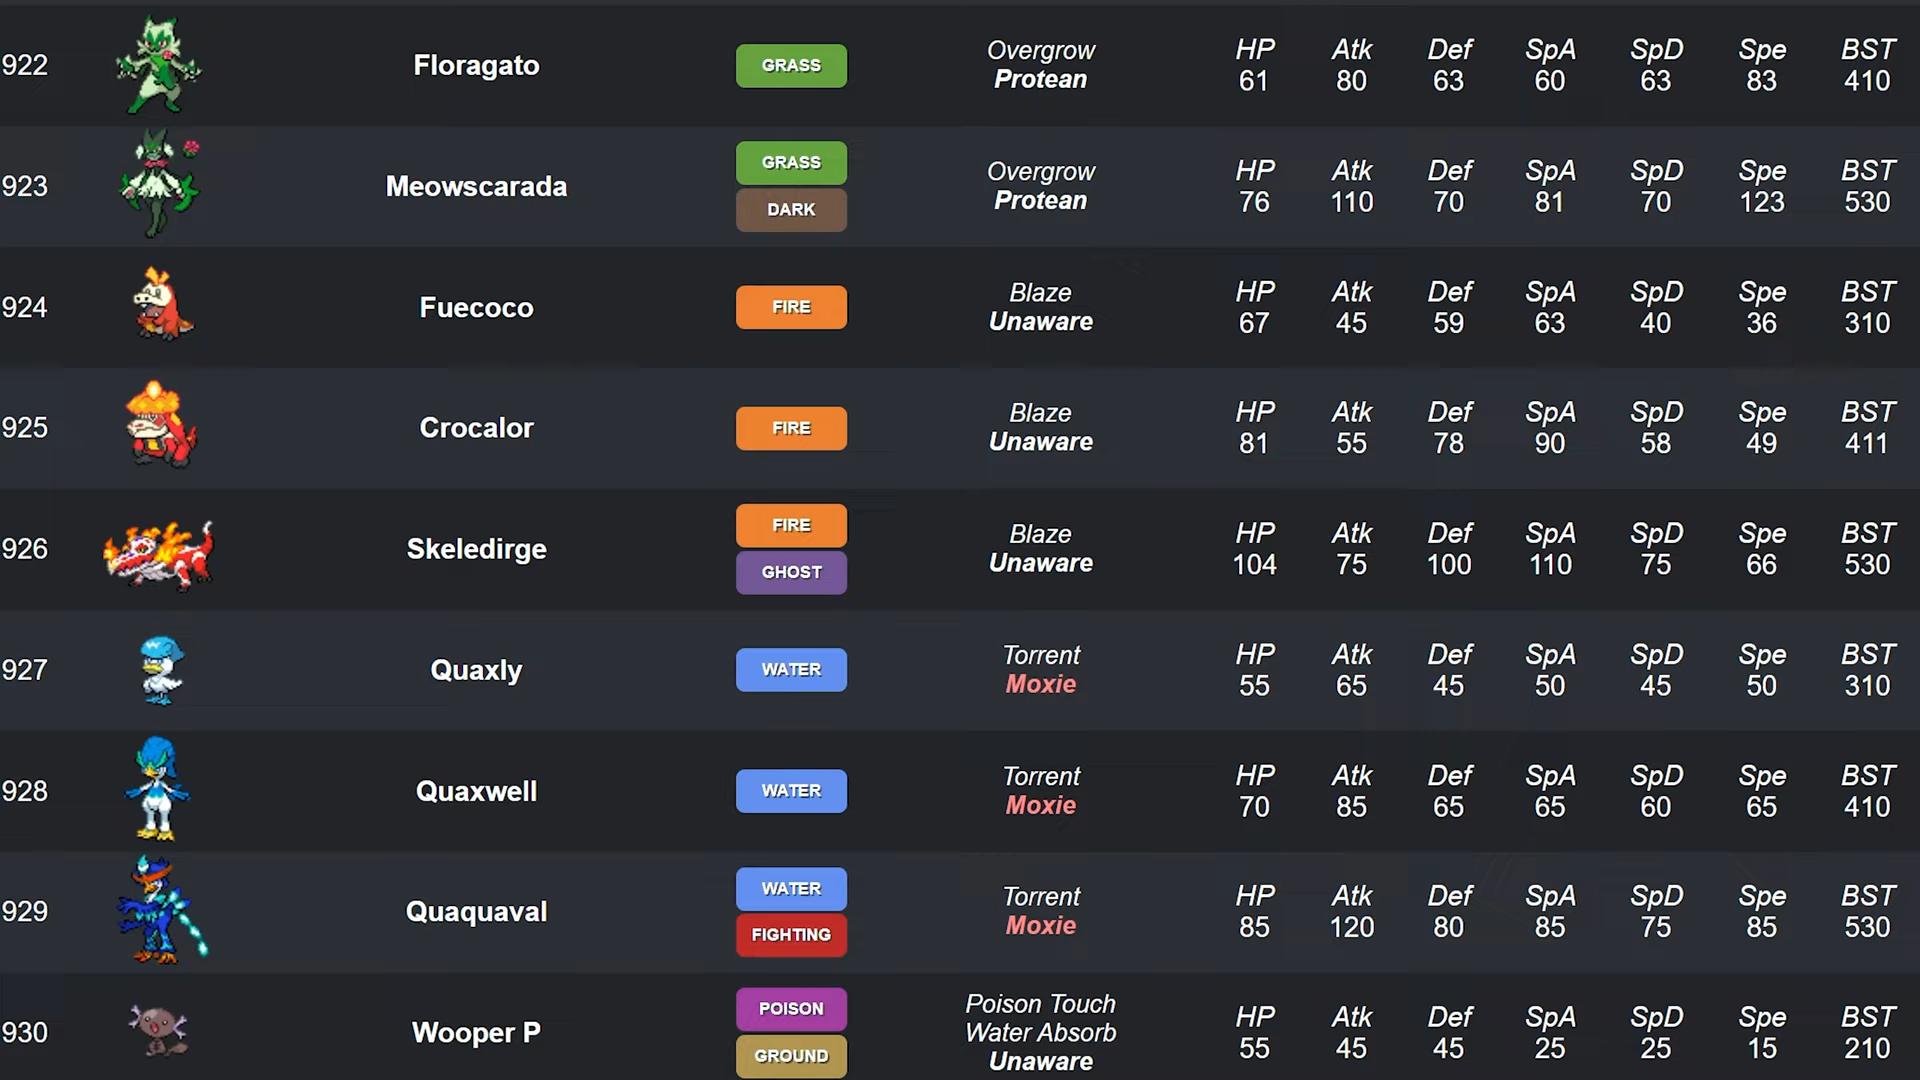 922 Floragato GRASS Overgrow Protean HP 61 Atk 80 Def 63 SpA 60 SpD 63 Spe 83 BST 410
923 Meowscarada GRASS DARK Overgrow Protean HP 76 Atk 110 Def 70 SpA 81 SpD 70 Spe 123 BST 530
924 Fuecoco FIRE Blaze Unaware HP 67 Atk 45 Def 59 SpA 63 SpD 40 Spe 36 BST 310
925 Crocalor FIRE Blaze Unaware HP 81 Atk 55 Def 78 SpA 90 SpD 58 Spe 49 BST 411
926 Skeledirge FIRE GHOST Blaze Unaware HP 104 Atk 75 Def 100 SpA 110 SpD 75 Spe 66 BST 530
927 Quaxly WATER Torrent Moxie HP 55 Atk 65 Def 45 SpA 50 SpD 45 Spe 50 BST 310
928 Quaxwell WATER Torrent Moxie HP 70 Atk 85 Def 65 SpA 65 SpD 60 Spe 65 BST 410
929 Quaquaval WATER FIGHTING Torrent Moxie HP 85 Atk 120 Def 80 SpA 85 SpD 75 Spe 85 BST 530
930 Wooper P POISON GROUND Poison Touch Water Absorb Unaware HP 55 Atk 45 Def 45 SpA 25 SpD 25 Spe 15 BST 210